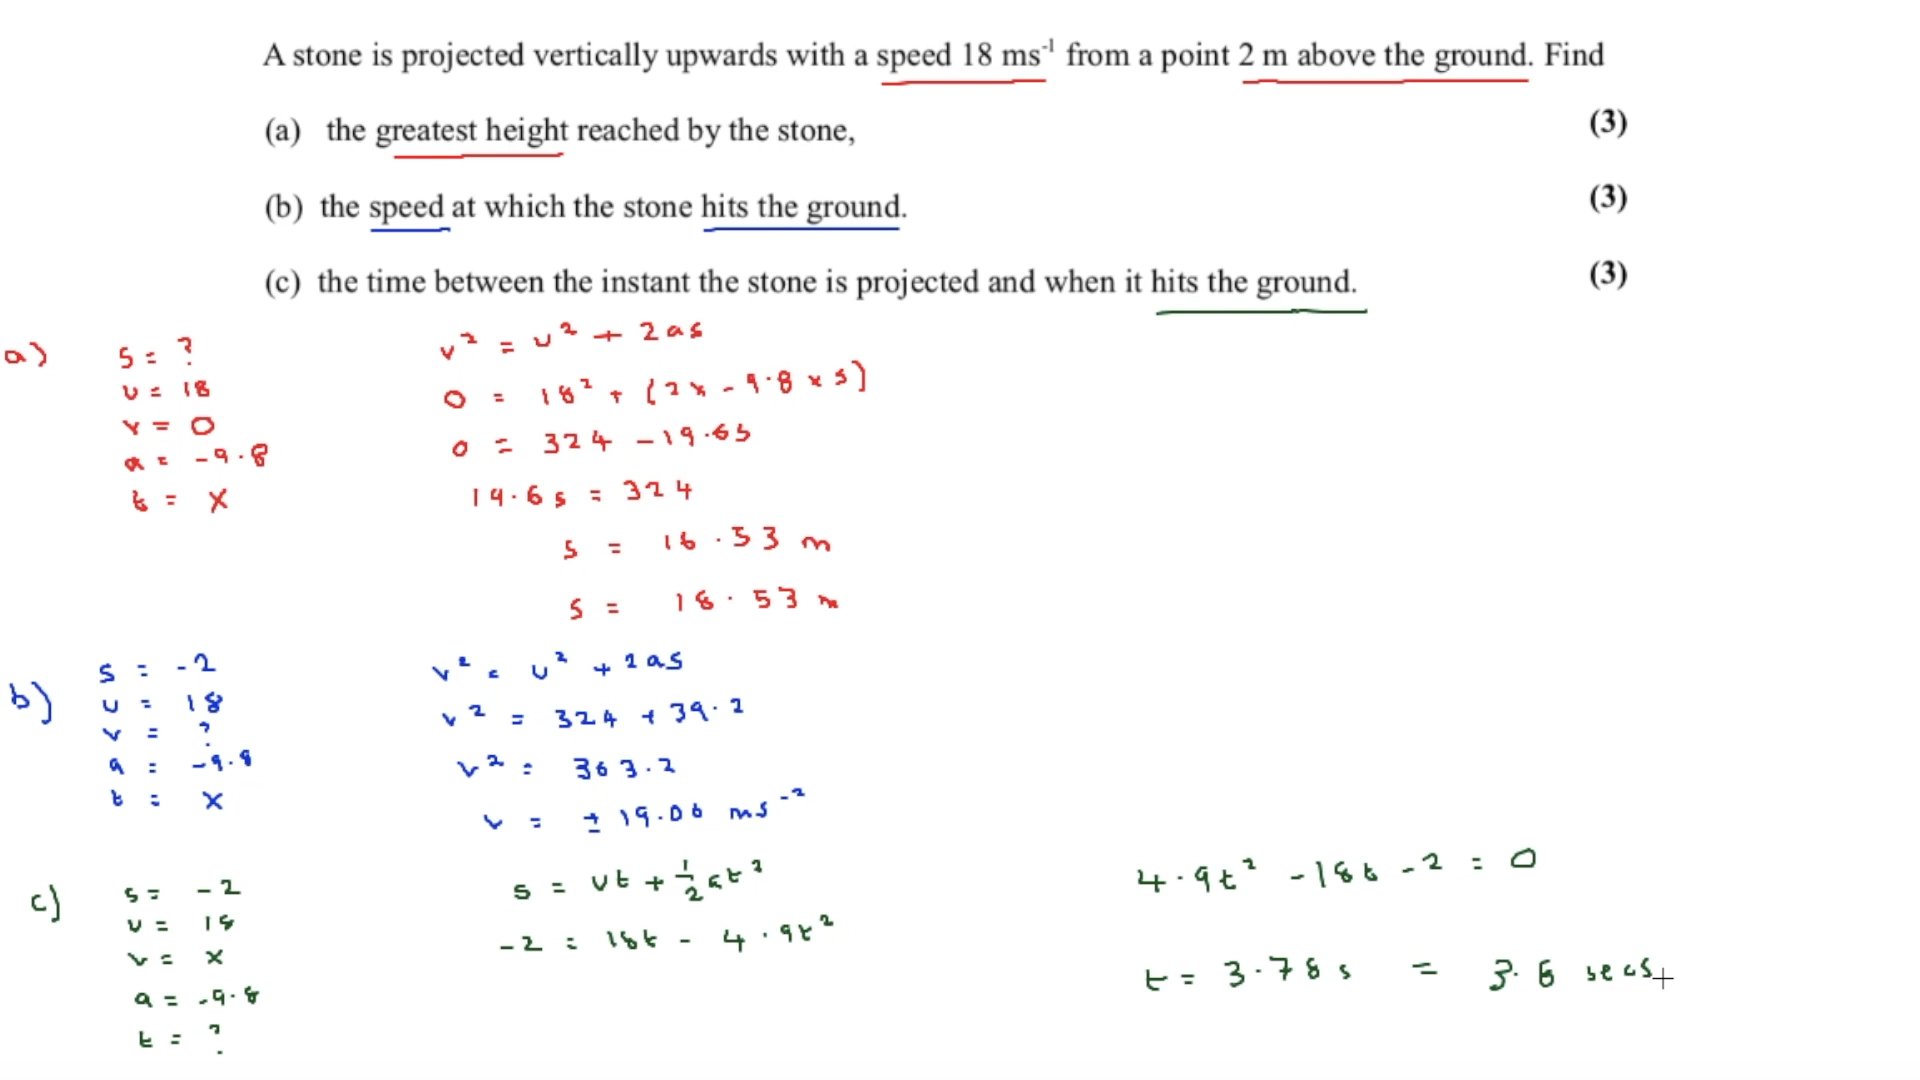 A stone is projected vertically upwards with a speed 18 ms⁻¹ from a point 2 m above the ground. Find
(a) the greatest height reached by the stone, (3)
(b) the speed at which the stone hits the ground. (3)
(c) the time between the instant the stone is projected and when it hits the ground. (3)
a)
s = ?
u = 18
v = 0
a = -9.8
t = x
v² = u² + 2as
0 = 18² + (2x - 9.8 x s)
0 = 324 - 19.6s
19.6s = 324
s = 16.53 m
s = 18.53 m
b)
s = -2
u = 18
v = ?
a = -9.8
t = x
v² = u² + 2as
v² = 324 + 39.2
v² = 363.2
v = ± 19.06 ms⁻²
c)
s = -2
u = 18
v = x
a = -9.8
t = ?
s = ut + ½at²
-2 = 18t - 4.9t²
4.9t² - 18t - 2 = 0
t = 3.78 s = 3.8 secs